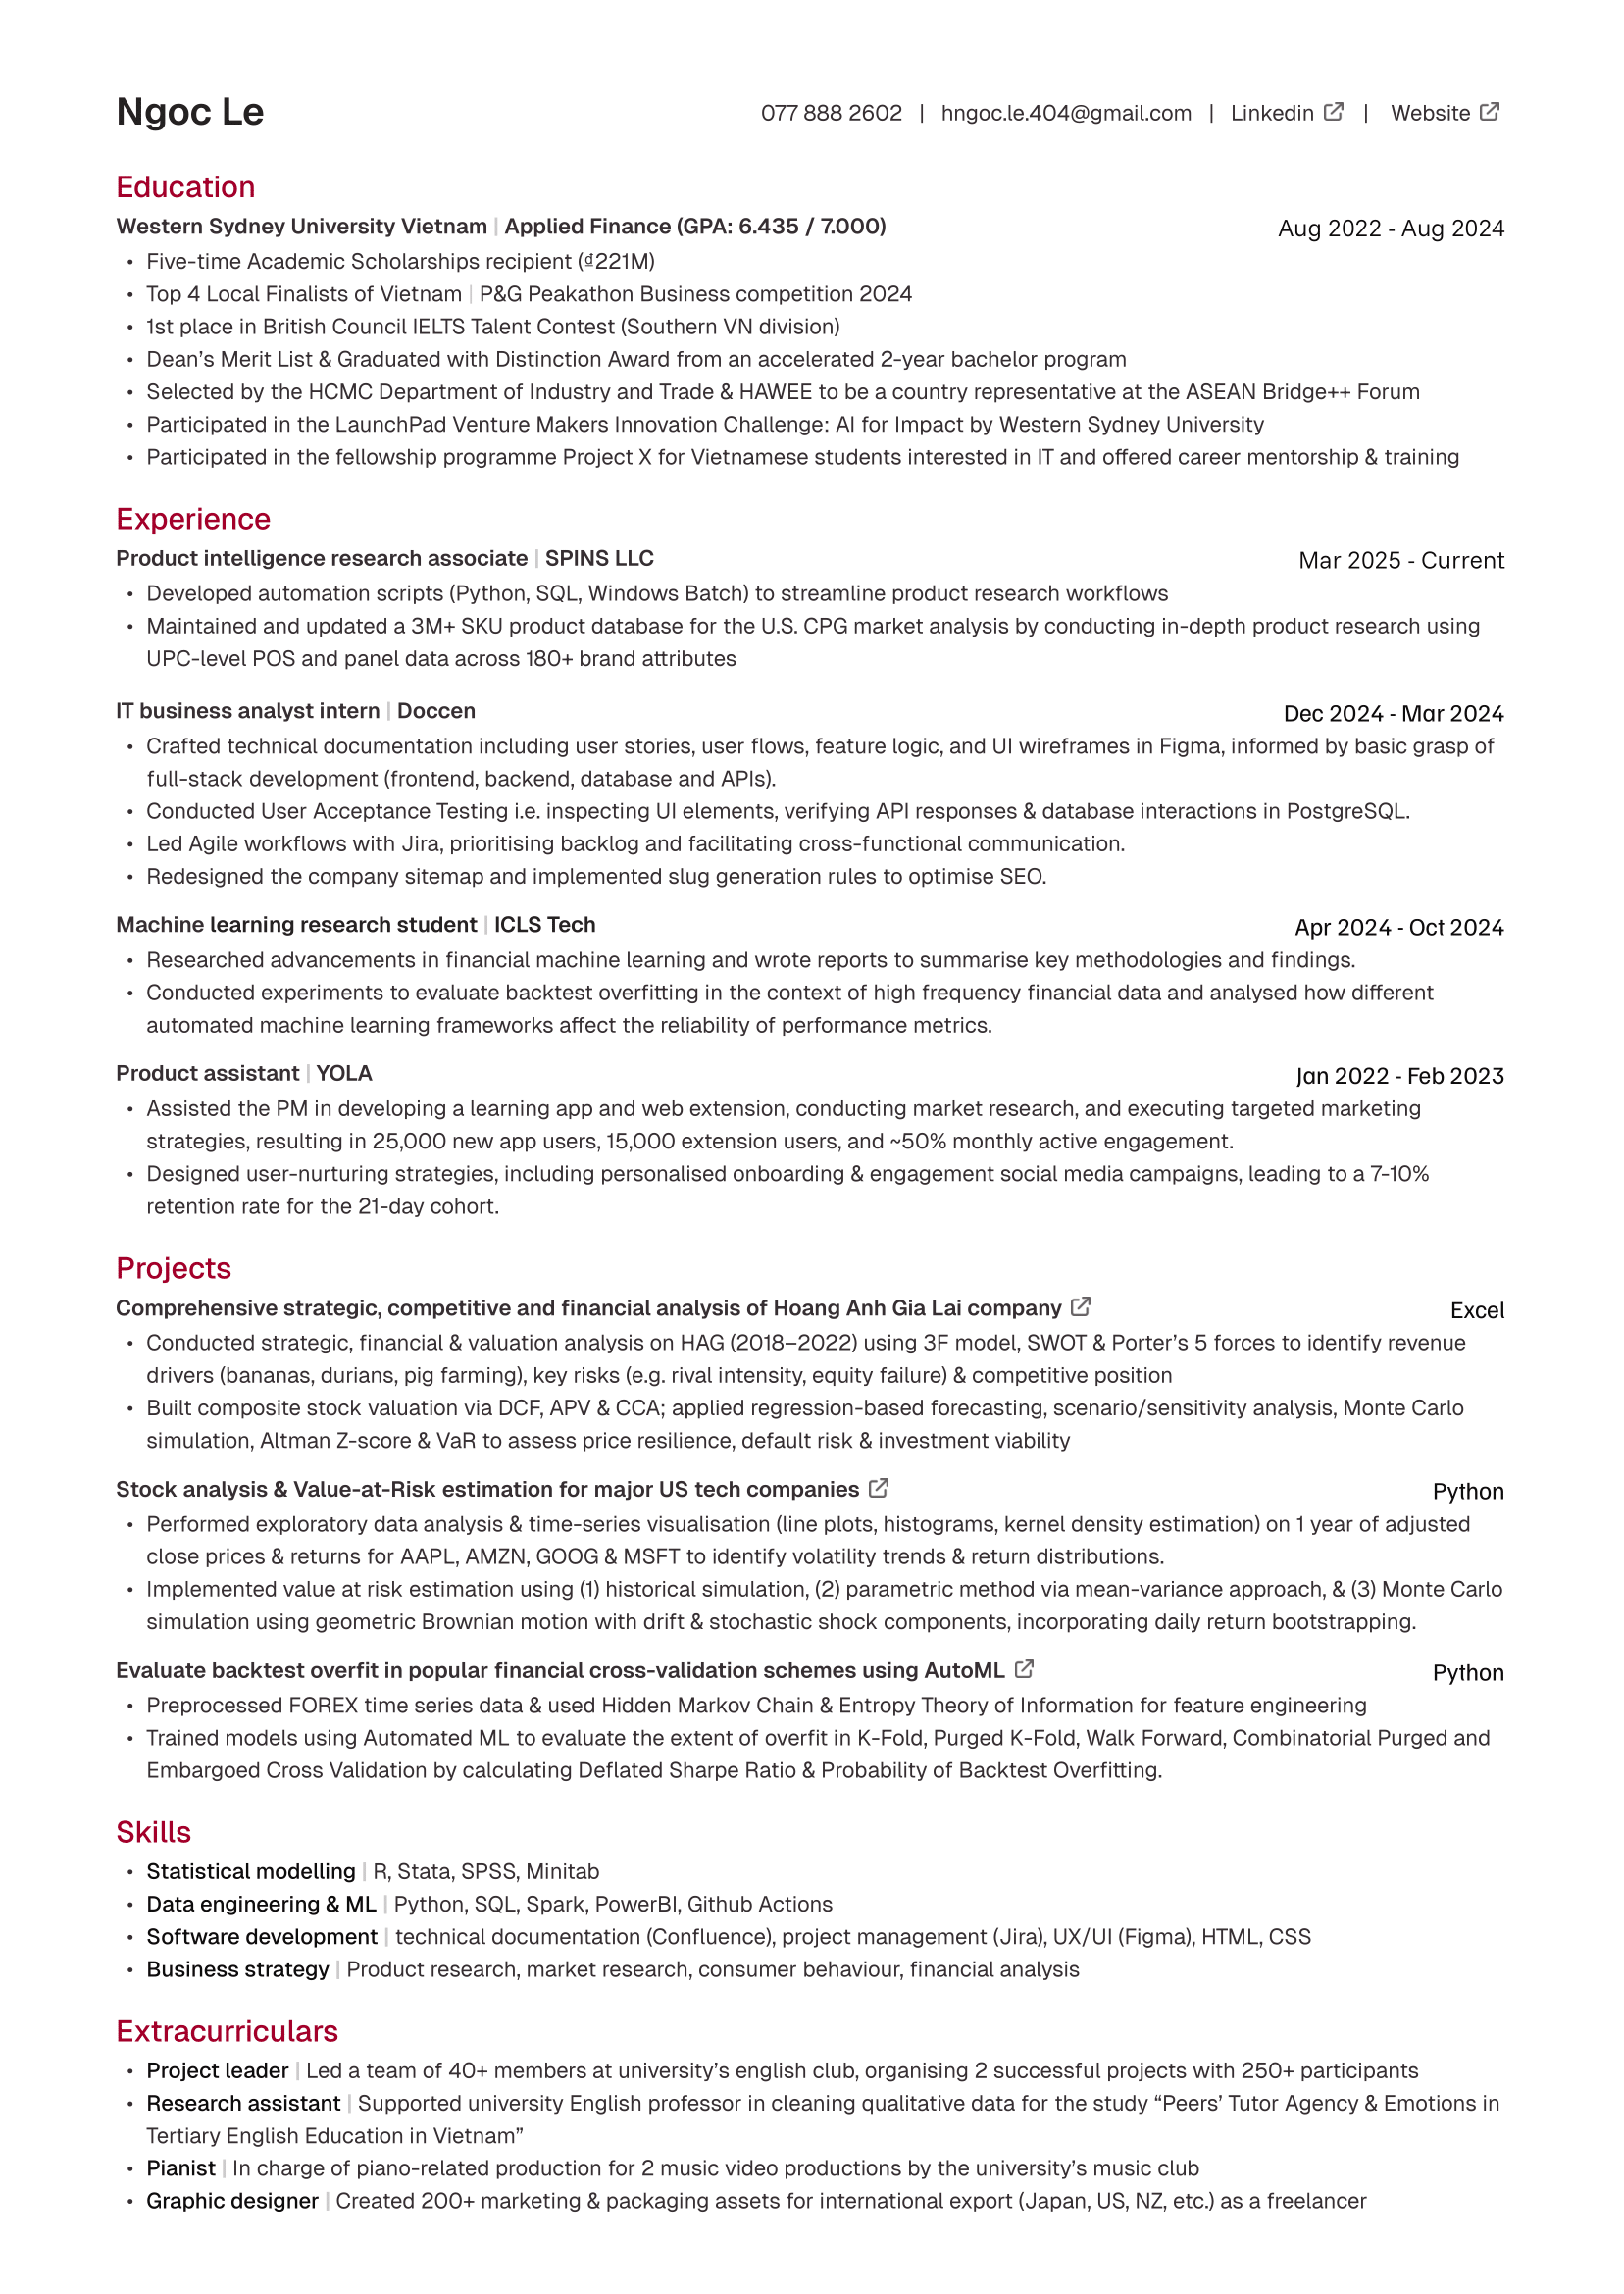 Ngoc Le
077 888 2602 | hngoc.le.404@gmail.com | Linkedin | Website
Education
Western Sydney University Vietnam | Applied Finance (GPA: 6.435 / 7.000)
Aug 2022 - Aug 2024
• Five-time Academic Scholarships recipient (₫221M)
• Top 4 Local Finalists of Vietnam | P&G Peakathon Business competition 2024
• 1st place in British Council IELTS Talent Contest (Southern VN division)
• Dean’s Merit List & Graduated with Distinction Award from an accelerated 2-year bachelor program
• Selected by the HCMC Department of Industry and Trade & HAWEE to be a country representative at the ASEAN Bridge++ Forum
• Participated in the LaunchPad Venture Makers Innovation Challenge: AI for Impact by Western Sydney University
• Participated in the fellowship programme Project X for Vietnamese students interested in IT and offered career mentorship & training
Experience
Product intelligence research associate | SPINS LLC
Mar 2025 - Current
• Developed automation scripts (Python, SQL, Windows Batch) to streamline product research workflows
• Maintained and updated a 3M+ SKU product database for the U.S. CPG market analysis by conducting in-depth product research using
UPC-level POS and panel data across 180+ brand attributes
IT business analyst intern | Doccen
Dec 2024 - Mar 2024
• Crafted technical documentation including user stories, user flows, feature logic, and UI wireframes in Figma, informed by basic grasp of
full-stack development (frontend, backend, database and APIs).
• Conducted User Acceptance Testing i.e. inspecting UI elements, verifying API responses & database interactions in PostgreSQL.
• Led Agile workflows with Jira, prioritising backlog and facilitating cross-functional communication.
• Redesigned the company sitemap and implemented slug generation rules to optimise SEO.
Machine learning research student | ICLS Tech
Apr 2024 - Oct 2024
• Researched advancements in financial machine learning and wrote reports to summarise key methodologies and findings.
• Conducted experiments to evaluate backtest overfitting in the context of high frequency financial data and analysed how different
automated machine learning frameworks affect the reliability of performance metrics.
Product assistant | YOLA
Jan 2022 - Feb 2023
• Assisted the PM in developing a learning app and web extension, conducting market research, and executing targeted marketing
strategies, resulting in 25,000 new app users, 15,000 extension users, and ~50% monthly active engagement.
• Designed user-nurturing strategies, including personalised onboarding & engagement social media campaigns, leading to a 7-10%
retention rate for the 21-day cohort.
Projects
Comprehensive strategic, competitive and financial analysis of Hoang Anh Gia Lai company
Excel
• Conducted strategic, financial & valuation analysis on HAG (2018–2022) using 3F model, SWOT & Porter’s 5 forces to identify revenue
drivers (bananas, durians, pig farming), key risks (e.g. rival intensity, equity failure) & competitive position
• Built composite stock valuation via DCF, APV & CCA; applied regression-based forecasting, scenario/sensitivity analysis, Monte Carlo
simulation, Altman Z-score & VaR to assess price resilience, default risk & investment viability
Stock analysis & Value-at-Risk estimation for major US tech companies
Python
• Performed exploratory data analysis & time-series visualisation (line plots, histograms, kernel density estimation) on 1 year of adjusted
close prices & returns for AAPL, AMZN, GOOG & MSFT to identify volatility trends & return distributions.
• Implemented value at risk estimation using (1) historical simulation, (2) parametric method via mean-variance approach, & (3) Monte Carlo
simulation using geometric Brownian motion with drift & stochastic shock components, incorporating daily return bootstrapping.
Evaluate backtest overfit in popular financial cross-validation schemes using AutoML
Python
• Preprocessed FOREX time series data & used Hidden Markov Chain & Entropy Theory of Information for feature engineering
• Trained models using Automated ML to evaluate the extent of overfit in K-Fold, Purged K-Fold, Walk Forward, Combinatorial Purged and
Embargoed Cross Validation by calculating Deflated Sharpe Ratio & Probability of Backtest Overfitting.
Skills
• Statistical modelling | R, Stata, SPSS, Minitab
• Data engineering & ML | Python, SQL, Spark, PowerBI, Github Actions
• Software development | technical documentation (Confluence), project management (Jira), UX/UI (Figma), HTML, CSS
• Business strategy | Product research, market research, consumer behaviour, financial analysis
Extracurriculars
• Project leader | Led a team of 40+ members at university’s english club, organising 2 successful projects with 250+ participants
• Research assistant | Supported university English professor in cleaning qualitative data for the study “Peers’ Tutor Agency & Emotions in
Tertiary English Education in Vietnam”
• Pianist | In charge of piano-related production for 2 music video productions by the university’s music club
• Graphic designer | Created 200+ marketing & packaging assets for international export (Japan, US, NZ, etc.) as a freelancer